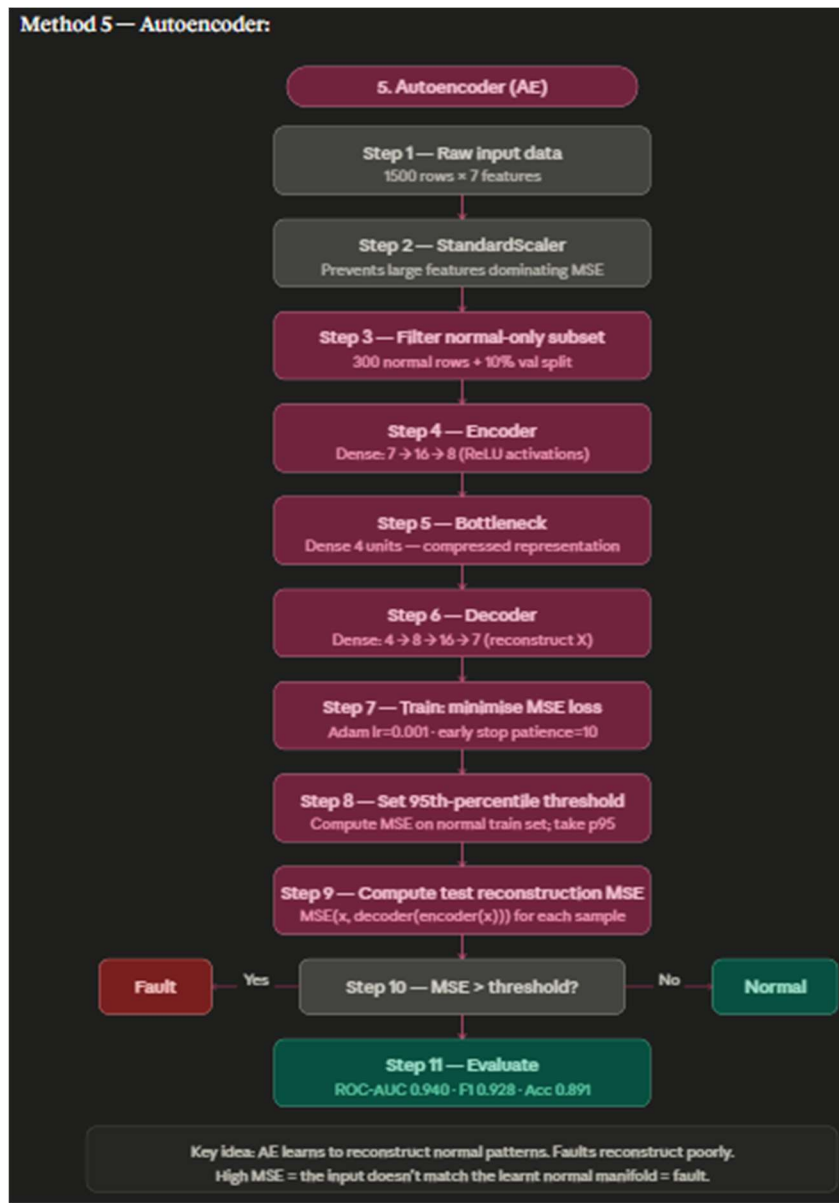 Method 5 — Autoencoder:
5. Autoencoder (AE)
Step 1 — Raw input data
1500 rows × 7 features
Step 2 — StandardScaler
Prevents large features dominating MSE
Step 3 — Filter normal-only subset
300 normal rows + 10% val split
Step 4 — Encoder
Dense: 7 → 16 → 8 (ReLU activations)
Step 5 — Bottleneck
Dense 4 units — compressed representation
Step 6 — Decoder
Dense: 4 → 8 → 16 → 7 (reconstruct X)
Step 7 — Train: minimise MSE loss
Adam lr=0.001 · early stop patience=10
Step 8 — Set 95th-percentile threshold
Compute MSE on normal train set; take p95
Step 9 — Compute test reconstruction MSE
MSE(x, decoder(encoder(x))) for each sample
Fault
Yes
Step 10 — MSE > threshold?
No
Normal
Step 11 — Evaluate
ROC-AUC 0.940 · F1 0.928 · Acc 0.891
Key idea: AE learns to reconstruct normal patterns. Faults reconstruct poorly.
High MSE = the input doesn't match the learnt normal manifold = fault.